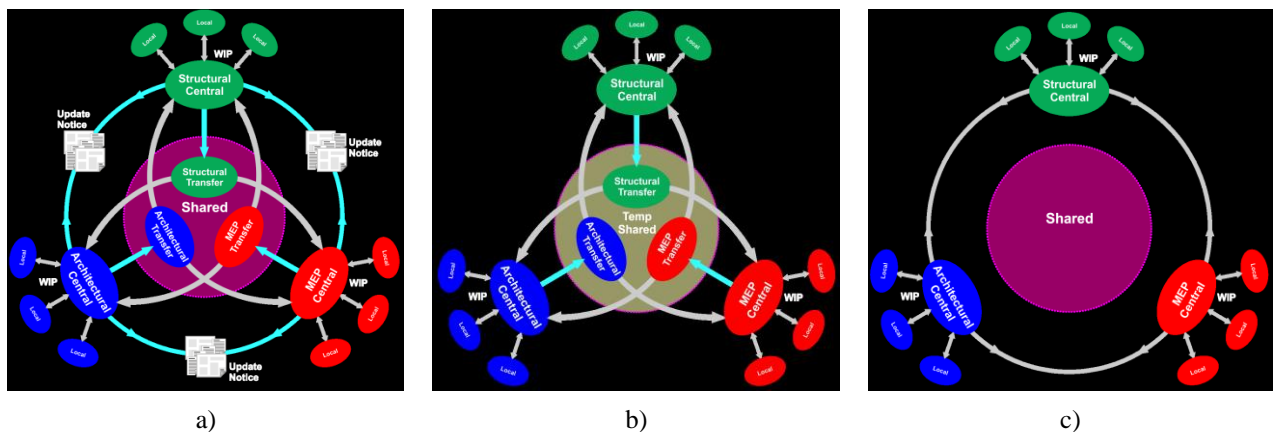 Local
Local
Local
WIP
Structural
Central
Update
Notice
Update
Notice
Structural
Transfer
Shared
Architectural
Transfer
MEP
Transfer
Local
WIP
Local
Local
Architectural
Central
MEP
Central
Local
WIP
Local
Local
Update
Notice
a)
Local
Local
Local
WIP
Structural
Central
Structural
Transfer
Temp
Shared
Architectural
Transfer
MEP
Transfer
Local
WIP
Local
Local
Architectural
Central
MEP
Central
Local
WIP
Local
Local
b)
Local
Local
Local
WIP
Structural
Central
Shared
Local
WIP
Local
Local
Architectural
Central
MEP
Central
Local
WIP
Local
Local
c)